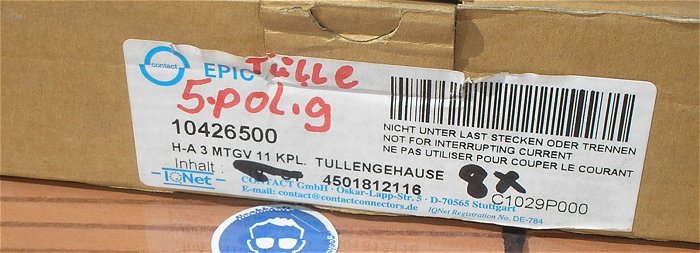 contact
EPIC Tülle
5.pol.g
10426500
H-A 3 MTGV 11 KPL. TULLENGEHAUSE
Inhalt: 4501812116 8x
NICHT UNTER LAST STECKEN ODER TRENNEN
NOT FOR INTERRUPTING CURRENT
NE PAS UTILISER POUR COUPER LE COURANT
C1029P000
IQNet
CONTACT GmbH · Oskar-Lapp-Str. 5 · D-70565 Stuttgart
E-mail: contact@contactconnectors.de
IQNet Registration No. DE-784